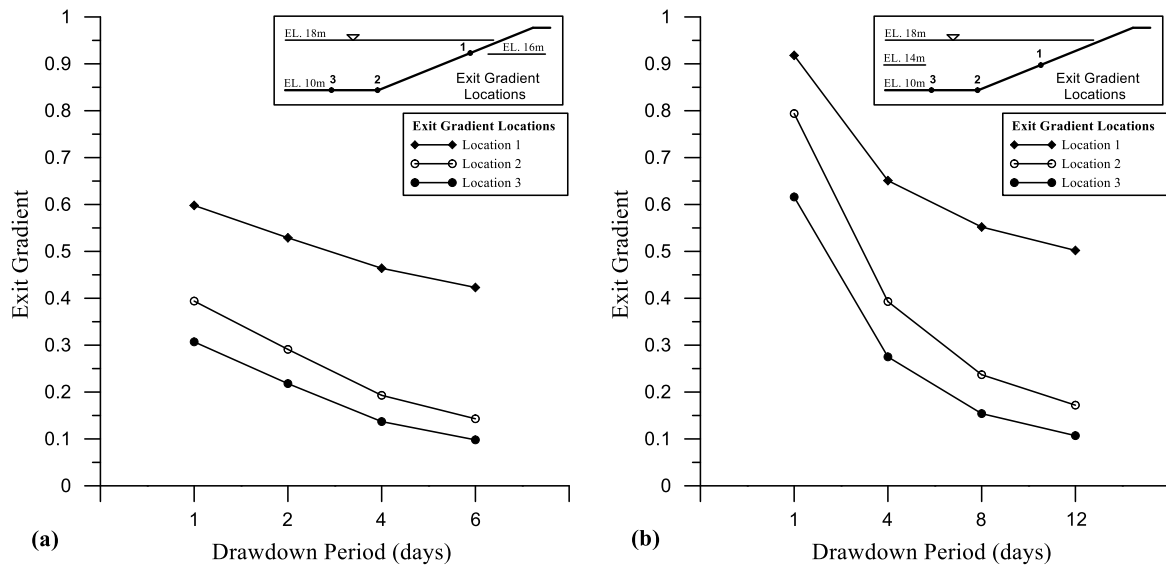 1
0.9
0.8
0.7
0.6
0.5
0.4
0.3
0.2
0.1
0
Exit Gradient
EL. 18m
1
EL. 16m
EL. 10m
3
2
Exit Gradient
Locations
Exit Gradient Locations
Location 1
Location 2
Location 3
1
2
4
6
Drawdown Period (days)
(a)
1
0.9
0.8
0.7
0.6
0.5
0.4
0.3
0.2
0.1
0
Exit Gradient
EL. 18m
1
EL. 14m
EL. 10m
3
2
Exit Gradient
Locations
Exit Gradient Locations
Location 1
Location 2
Location 3
1
4
8
12
Drawdown Period (days)
(b)